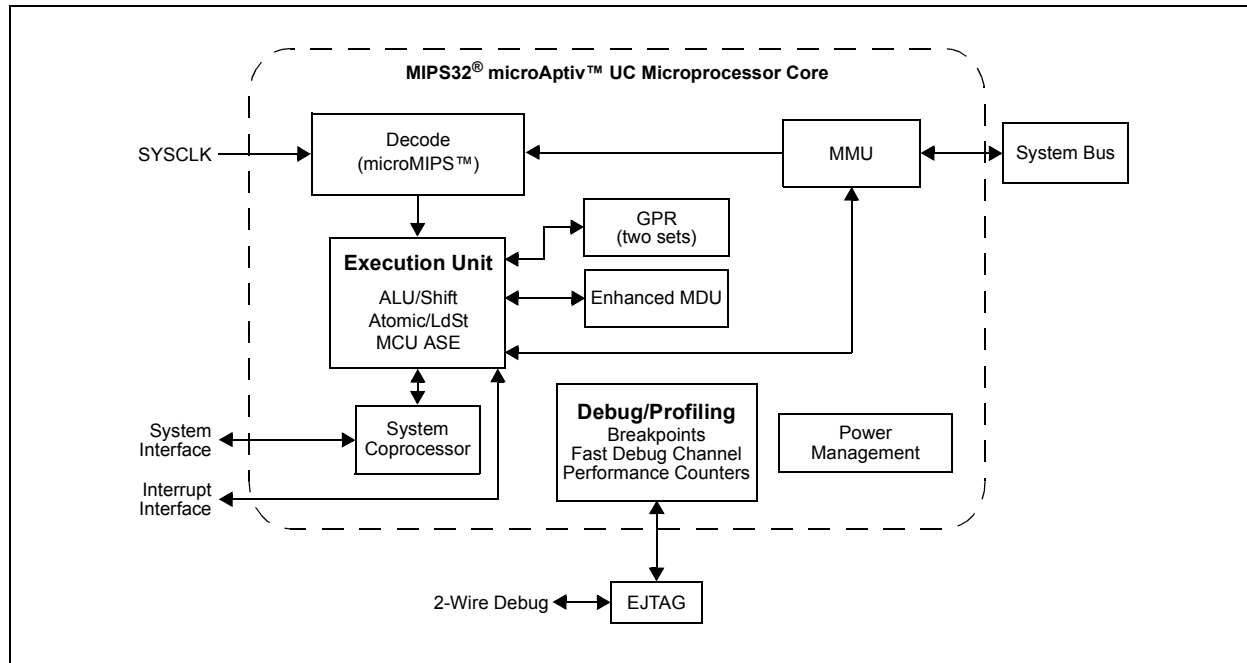 MIPS32® microAptiv™ UC Microprocessor Core
SYSCLK
Decode
(microMIPS™)
MMU
System Bus
GPR
(two sets)
Execution Unit
ALU/Shift
Atomic/LdSt
MCU ASE
Enhanced MDU
System
Interface
System
Coprocessor
Debug/Profiling
Breakpoints
Fast Debug Channel
Performance Counters
Power
Management
Interrupt
Interface
2-Wire Debug
EJTAG